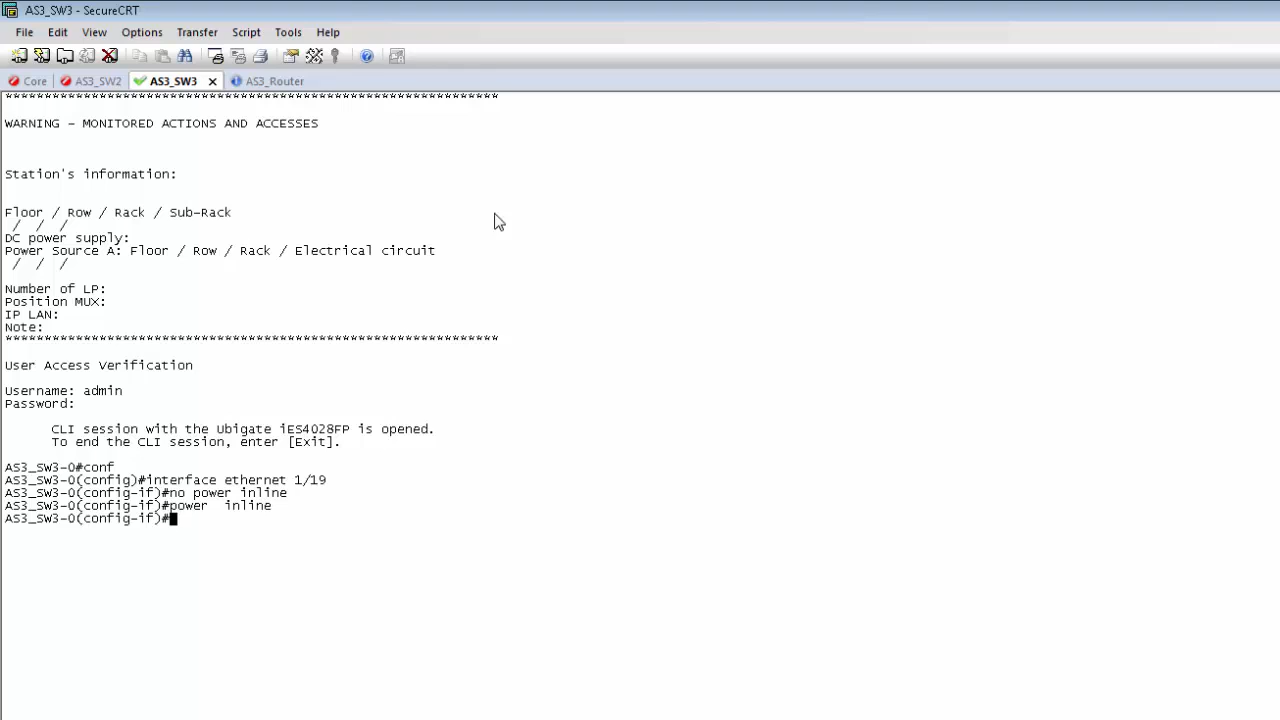 AS3_SW3 - SecureCRT
File Edit View Options Transfer Script Tools Help
Core AS3_SW2 AS3_SW3 AS3_Router
***************************************************************
WARNING - MONITORED ACTIONS AND ACCESSES
Station's information:
Floor / Row / Rack / Sub-Rack
/ / /
DC power supply:
Power Source A: Floor / Row / Rack / Electrical circuit
/ / /
Number of LP:
Position MUX:
IP LAN:
Note:
***************************************************************
User Access Verification
Username: admin
Password:
CLI session with the Ubigate iES4028FP is opened.
To end the CLI session, enter [Exit].
AS3_SW3-0#conf
AS3_SW3-0(config)#interface ethernet 1/19
AS3_SW3-0(config-if)#no power inline
AS3_SW3-0(config-if)#power  inline
AS3_SW3-0(config-if)#